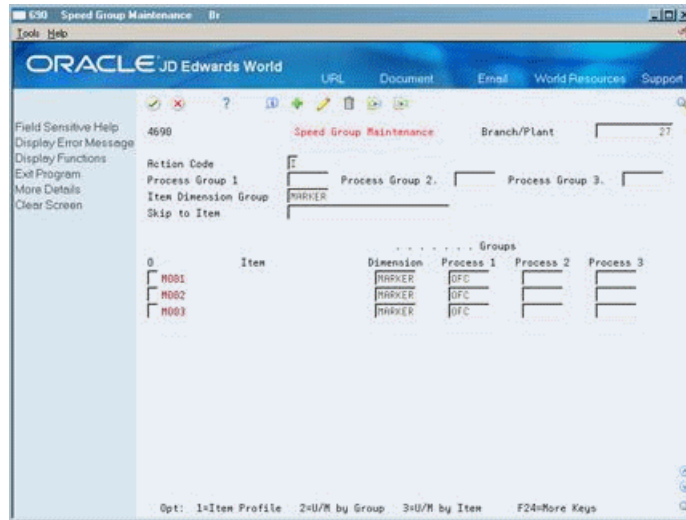 690 Speed Group Maintenance Br
Tools Help
ORACLE JD Edwards World
URL Document Email World Resources Support
Field Sensitive Help
Display Error Message
Display Functions
Exit Program
More Details
Clear Screen
4690 Speed Group Maintenance Branch/Plant 27
Action Code I
Process Group 1 Process Group 2. Process Group 3.
Item Dimension Group MARKER
Skip to Item
. . . . . . . Groups
O Item Dimension Process 1 Process 2 Process 3
M001 MARKER OFC
M002 MARKER OFC
M003 MARKER OFC
Opt: 1=Item Profile 2=U/M by Group 3=U/M by Item F24=More Keys